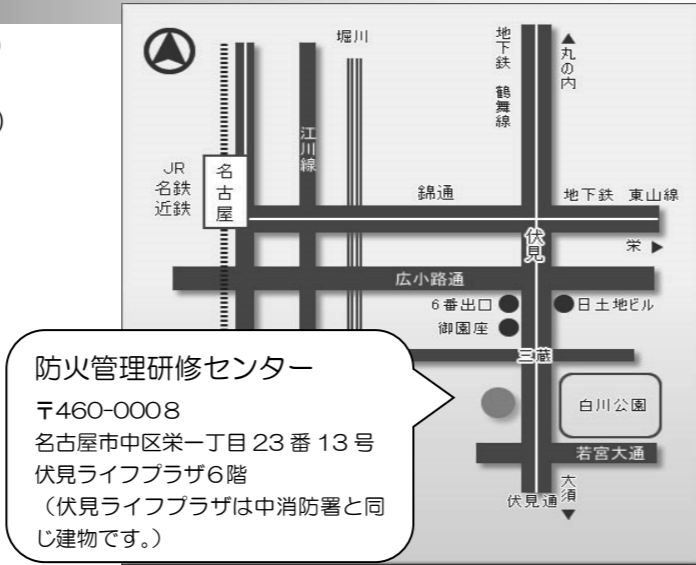 )
)
堀川
地下鉄 鶴舞線
▲丸の内
江川線
JR
名鉄
近鉄
名古屋
錦通
地下鉄 東山線
伏見
栄 ▶
広小路通
6番出口
日土地ビル
御園座
三蔵
白川公園
若宮大通
伏見通
大須▼
防火管理研修センター
〒460-0008
名古屋市中区栄一丁目 23 番 13 号
伏見ライフプラザ6階
（伏見ライフプラザは中消防署と同
じ建物です。）